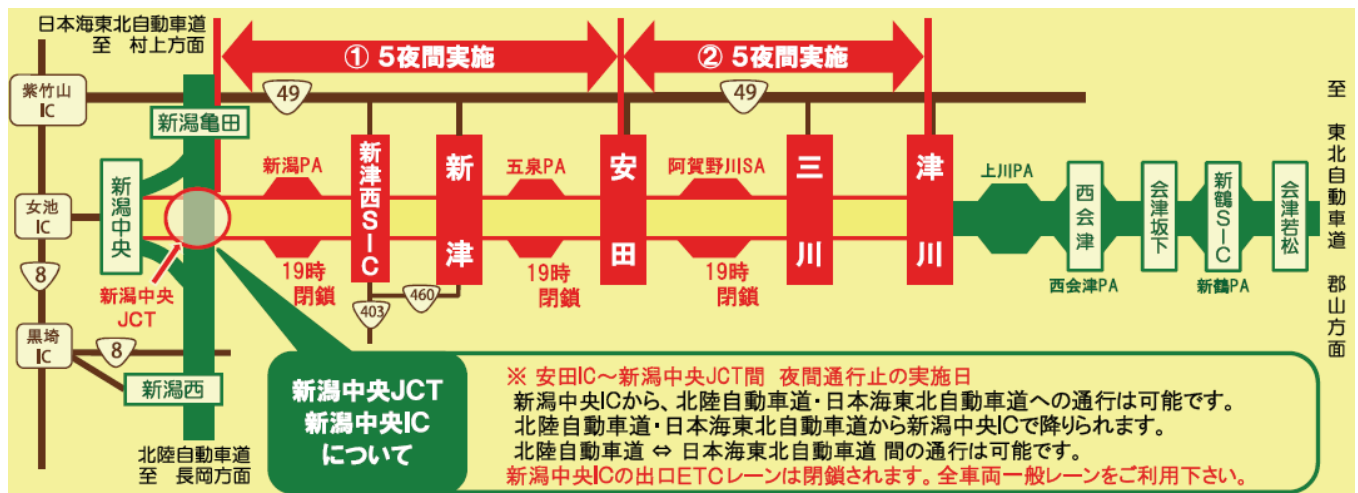 日本海東北自動車道
至 村上方面
① 5夜間実施
② 5夜間実施
紫竹山
IC
49
49
新潟亀田
新潟中央
女池
IC
8
新潟PA
新津西SIC
新津
五泉PA
安田
阿賀野川SA
三川
津川
上川PA
西会津
会津坂下
新鶴SIC
会津若松
至 東北自動車道 郡山方面
19時
閉鎖
19時
閉鎖
19時
閉鎖
西会津PA
新鶴PA
新潟中央
JCT
460
403
黒埼
IC
8
新潟西
北陸自動車道
至 長岡方面
新潟中央JCT
新潟中央IC
について
※ 安田IC~新潟中央JCT間 夜間通行止の実施日
新潟中央ICから、北陸自動車道・日本海東北自動車道への通行は可能です。
北陸自動車道・日本海東北自動車道から新潟中央ICで降りられます。
北陸自動車道 ⇔ 日本海東北自動車道 間の通行は可能です。
新潟中央ICの出口ETCレーンは閉鎖されます。全車両一般レーンをご利用下さい。